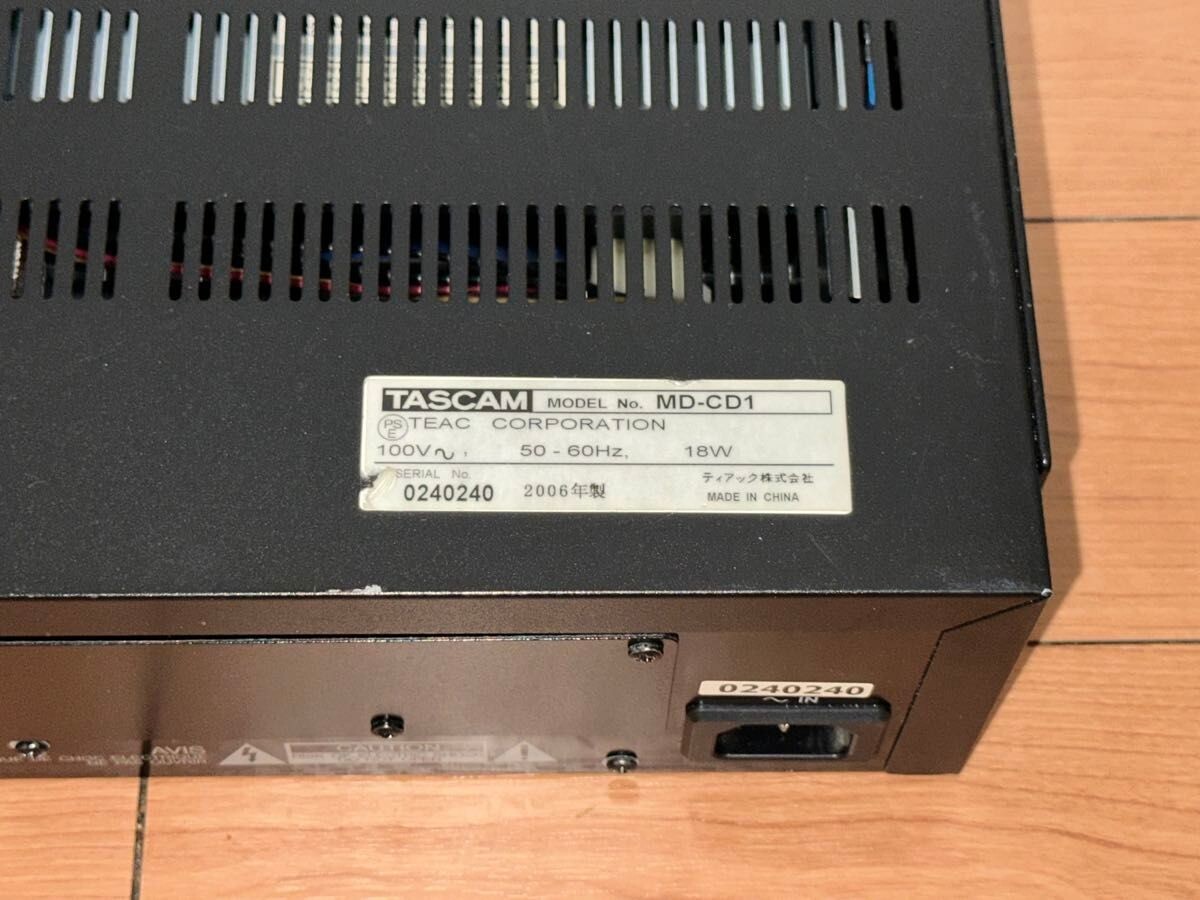 TASCAM MODEL No. MD-CD1
PS E TEAC CORPORATION
100V～, 50 - 60Hz, 18W
SERIAL No. ティアック株式会社
0240240 2006年製 MADE IN CHINA
0240240
～ IN
AVIS
CAUTION